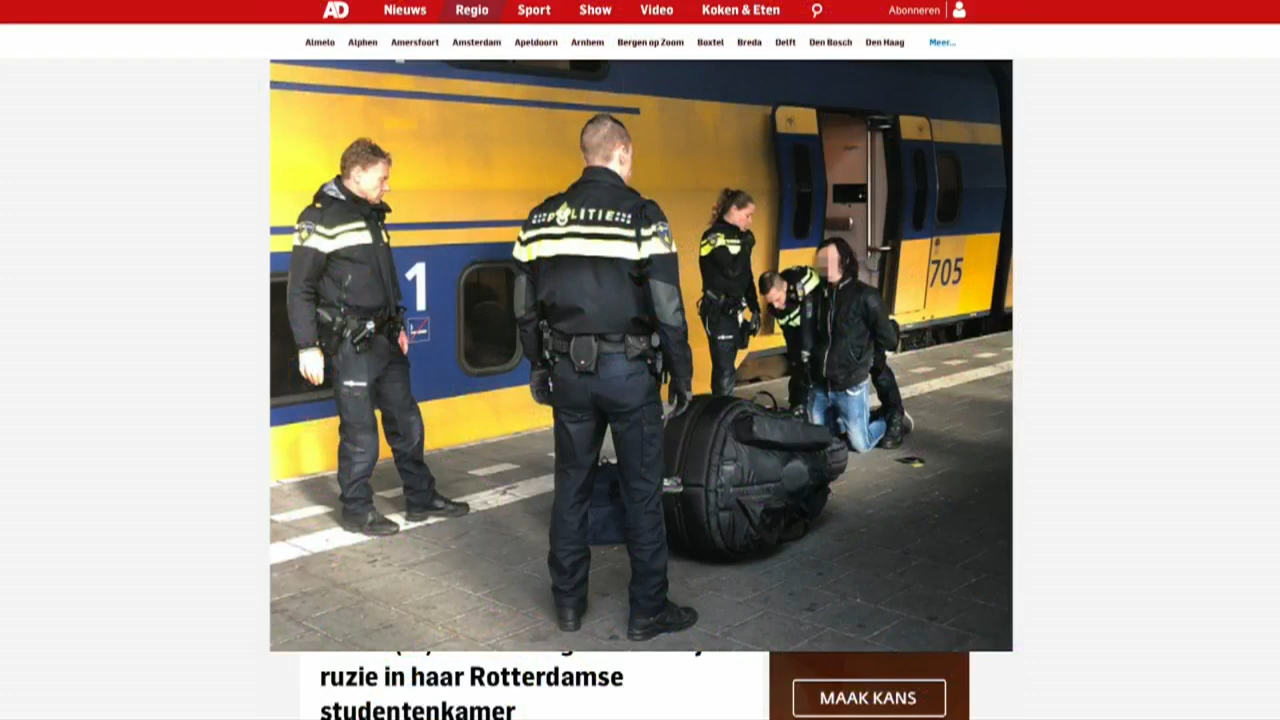 AD Nieuws Regio Sport Show Video Koken & Eten Abonneren
Almelo Alphen Amersfoort Amsterdam Apeldoorn Arnhem Bergen op Zoom Boxtel Breda Delft Den Bosch Den Haag Meer...
POLITIE
1
705
ruzie in haar Rotterdamse
studentenkamer
MAAK KANS